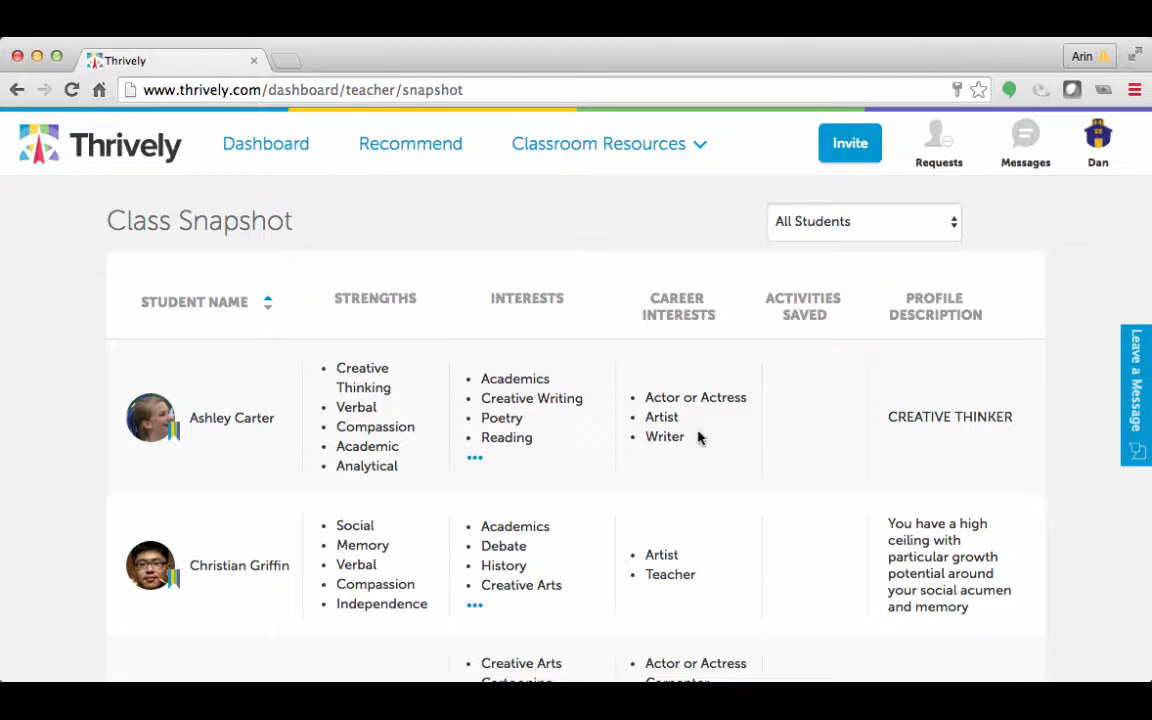 Thrively
Arin
www.thrively.com/dashboard/teacher/snapshot
Thrively
Dashboard
Recommend
Classroom Resources
Invite
Requests
Messages
Dan
Class Snapshot
All Students
STUDENT NAME
STRENGTHS
INTERESTS
CAREER
INTERESTS
ACTIVITIES
SAVED
PROFILE
DESCRIPTION
Ashley Carter
• Creative
Thinking
• Verbal
• Compassion
• Academic
• Analytical
• Academics
• Creative Writing
• Poetry
• Reading
•••
• Actor or Actress
• Artist
• Writer
CREATIVE THINKER
Christian Griffin
• Social
• Memory
• Verbal
• Compassion
• Independence
• Academics
• Debate
• History
• Creative Arts
•••
• Artist
• Teacher
You have a high
ceiling with
particular growth
potential around
your social acumen
and memory
• Creative Arts
• Actor or Actress
Leave a Message